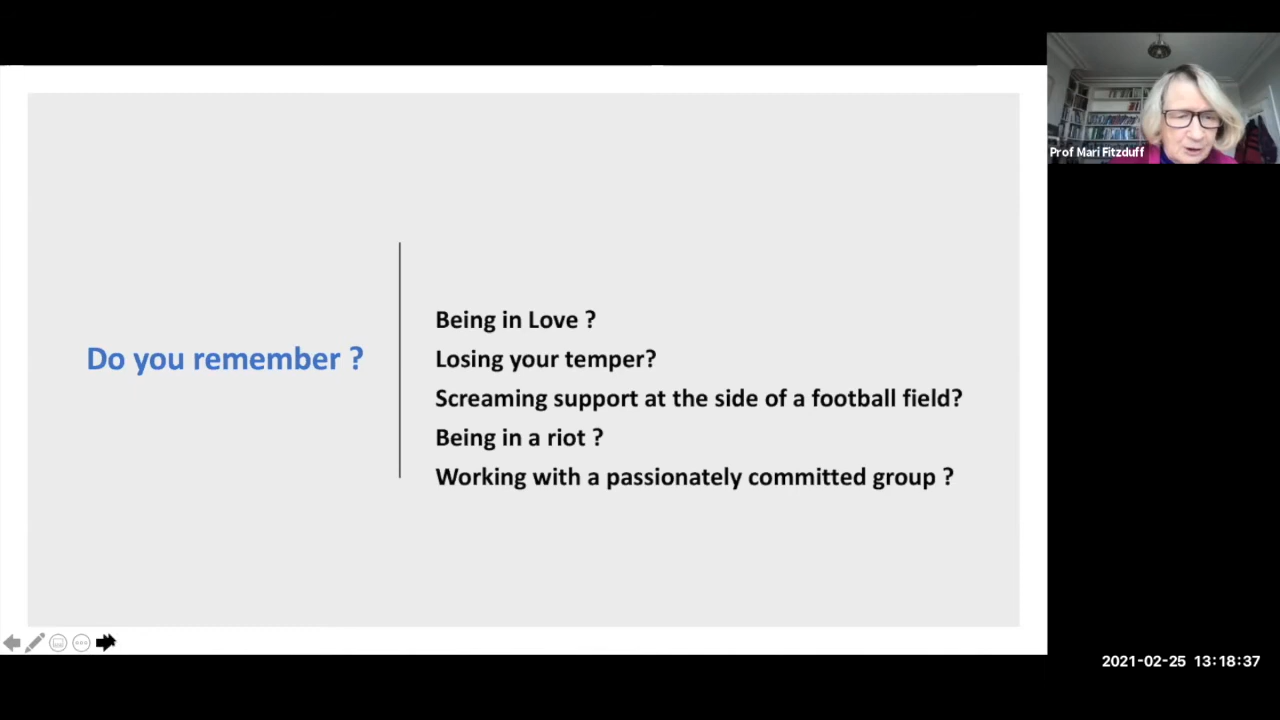 Prof Mari Fitzduff
Do you remember ?
Being in Love ?
Losing your temper?
Screaming support at the side of a football field?
Being in a riot ?
Working with a passionately committed group ?
2021-02-25 13:18:37